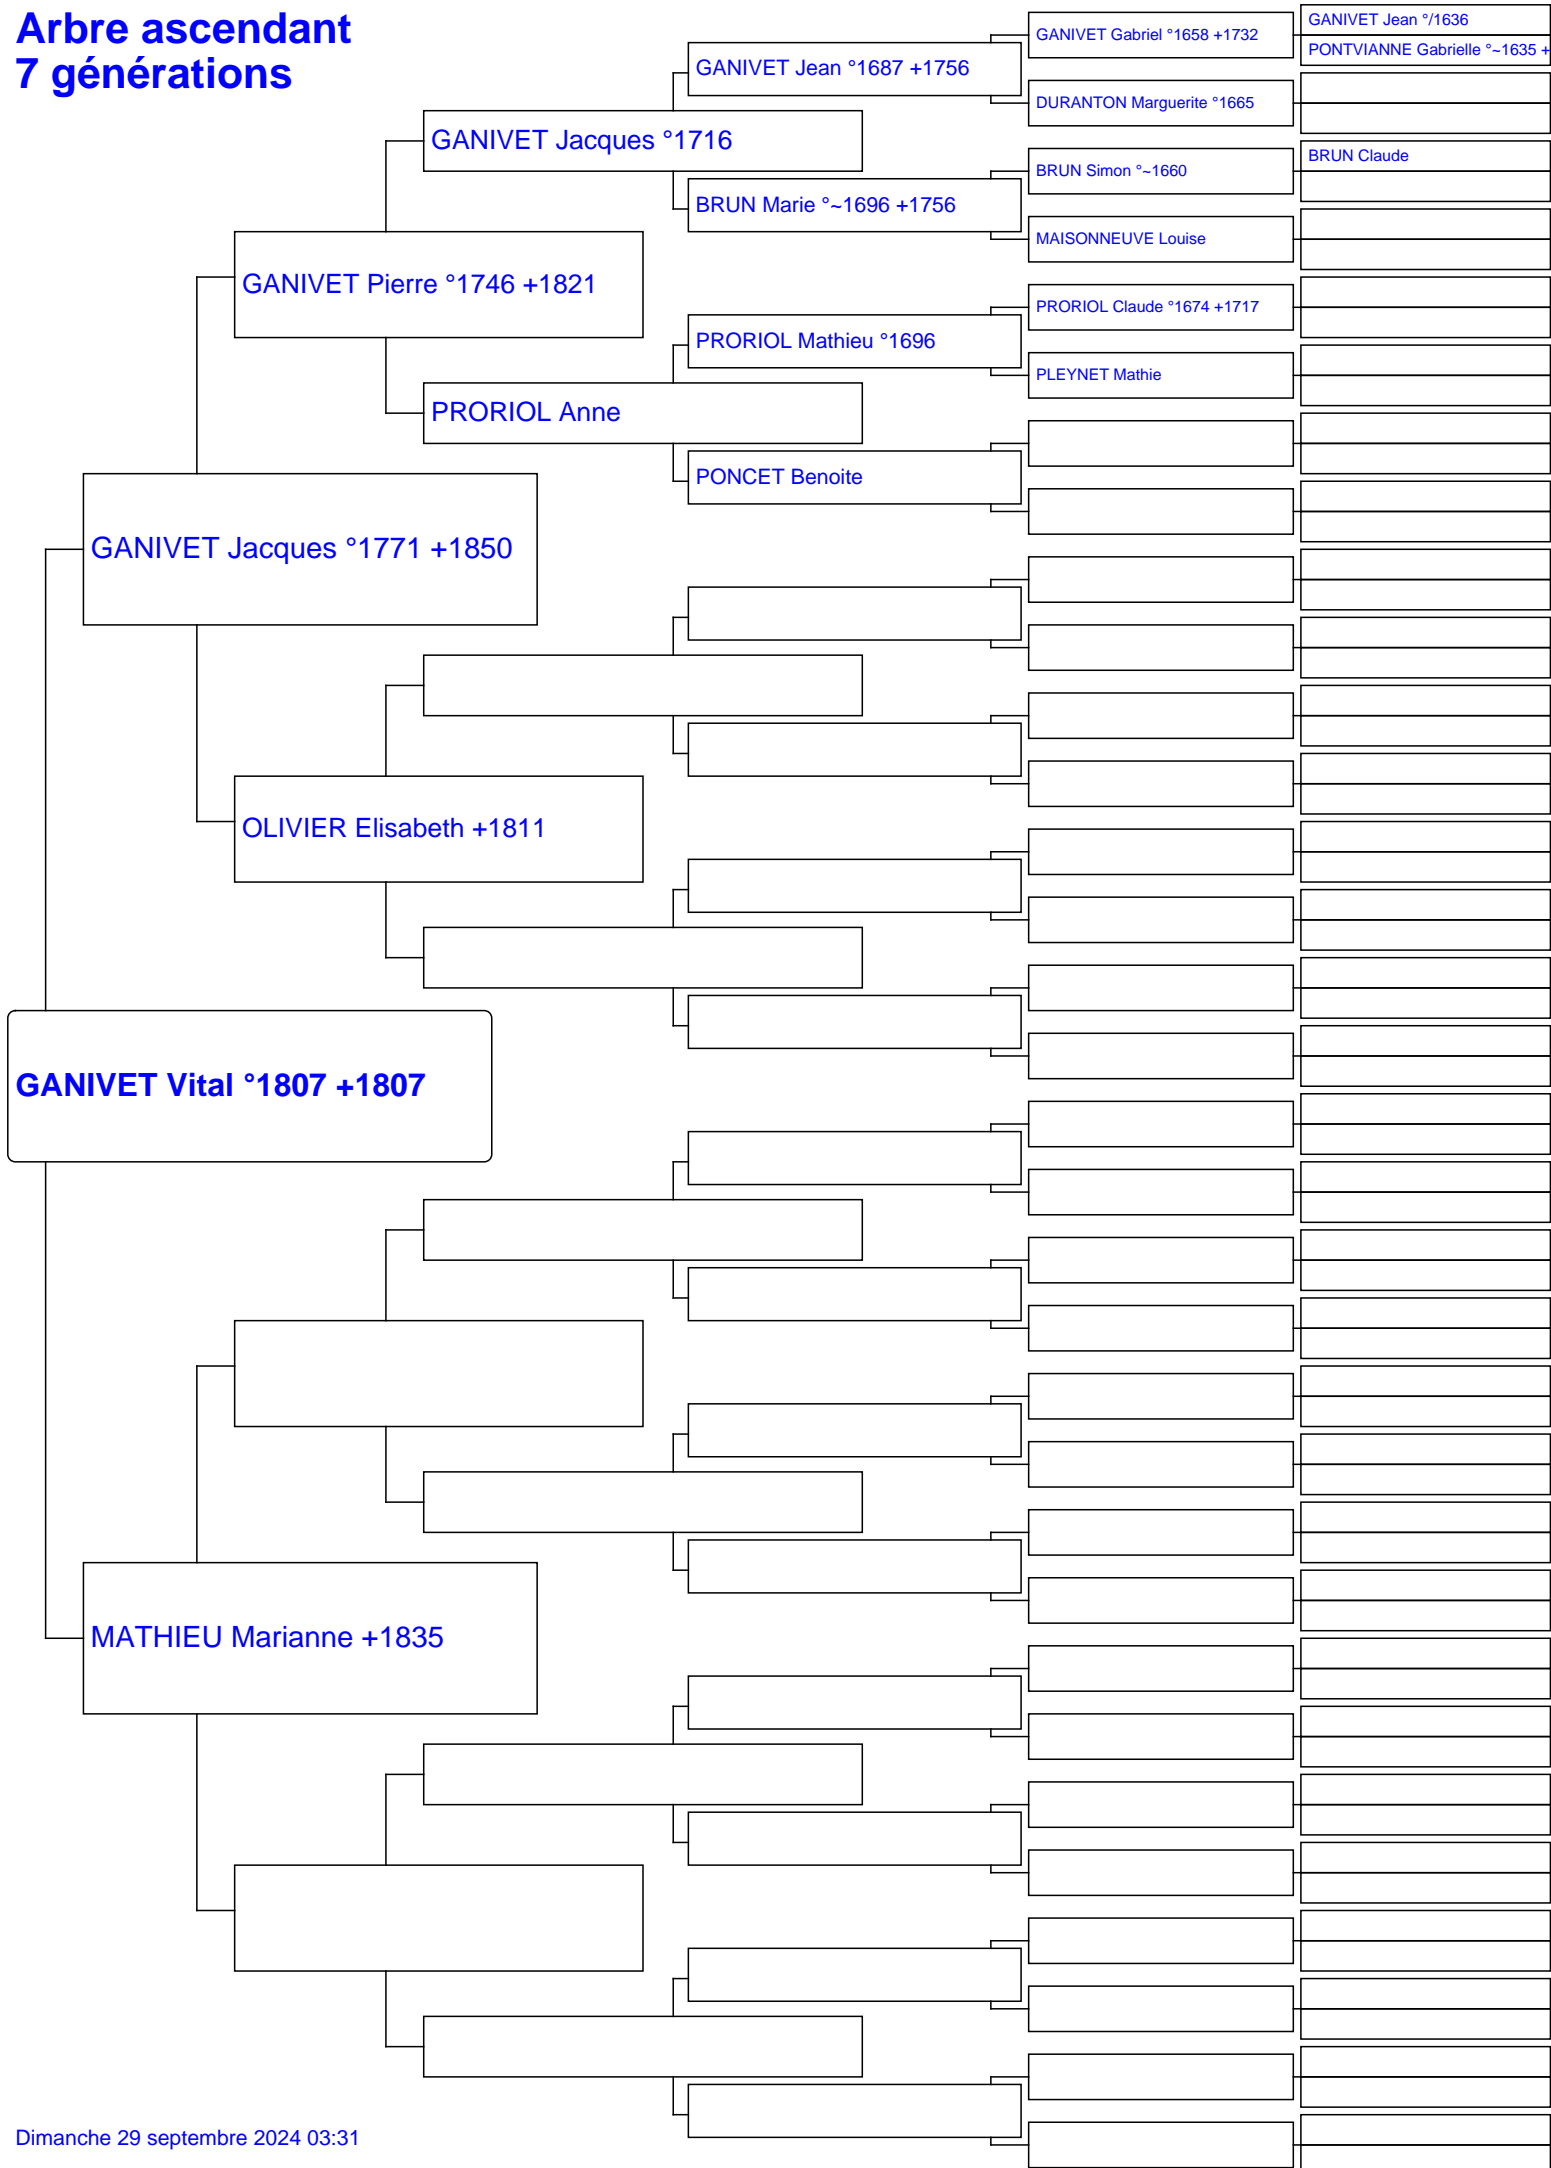 Arbre ascendant
7 générations
GANIVET Vital °1807 +1807
GANIVET Jacques °1771 +1850
MATHIEU Marianne +1835
GANIVET Pierre °1746 +1821
OLIVIER Elisabeth +1811
GANIVET Jacques °1716
PRORIOL Anne
GANIVET Jean °1687 +1756
BRUN Marie °~1696 +1756
PRORIOL Mathieu °1696
PONCET Benoite
GANIVET Gabriel °1658 +1732
DURANTON Marguerite °1665
BRUN Simon °~1660
MAISONNEUVE Louise
PRORIOL Claude °1674 +1717
PLEYNET Mathie
GANIVET Jean °/1636
PONTVIANNE Gabrielle °~1635 +
BRUN Claude
Dimanche 29 septembre 2024 03:31